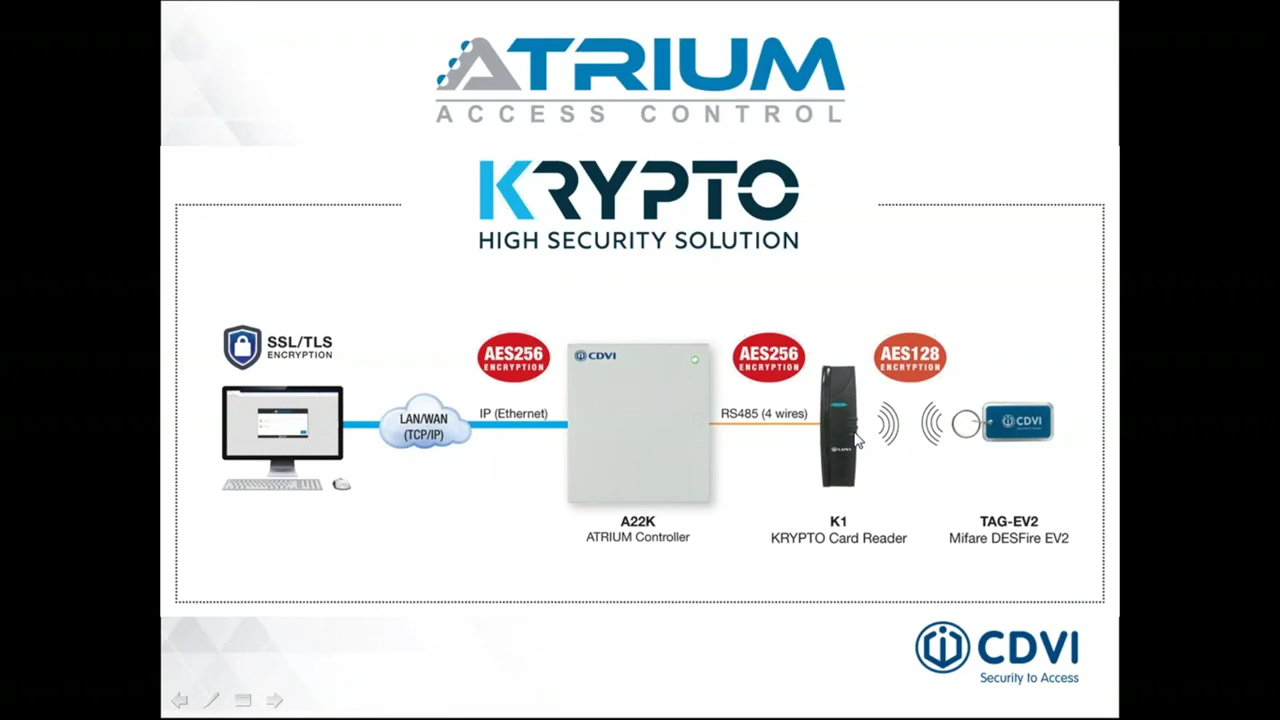 ATRIUM
ACCESS CONTROL
KRYPTO
HIGH SECURITY SOLUTION
SSL/TLS
ENCRYPTION
LAN/WAN
(TCP/IP)
AES256
ENCRYPTION
IP (Ethernet)
CDVI
AES256
ENCRYPTION
RS485 (4 wires)
CDVI
AES128
ENCRYPTION
CDVI
A22K
ATRIUM Controller
K1
KRYPTO Card Reader
TAG-EV2
Mifare DESFire EV2
CDVI
Security to Access